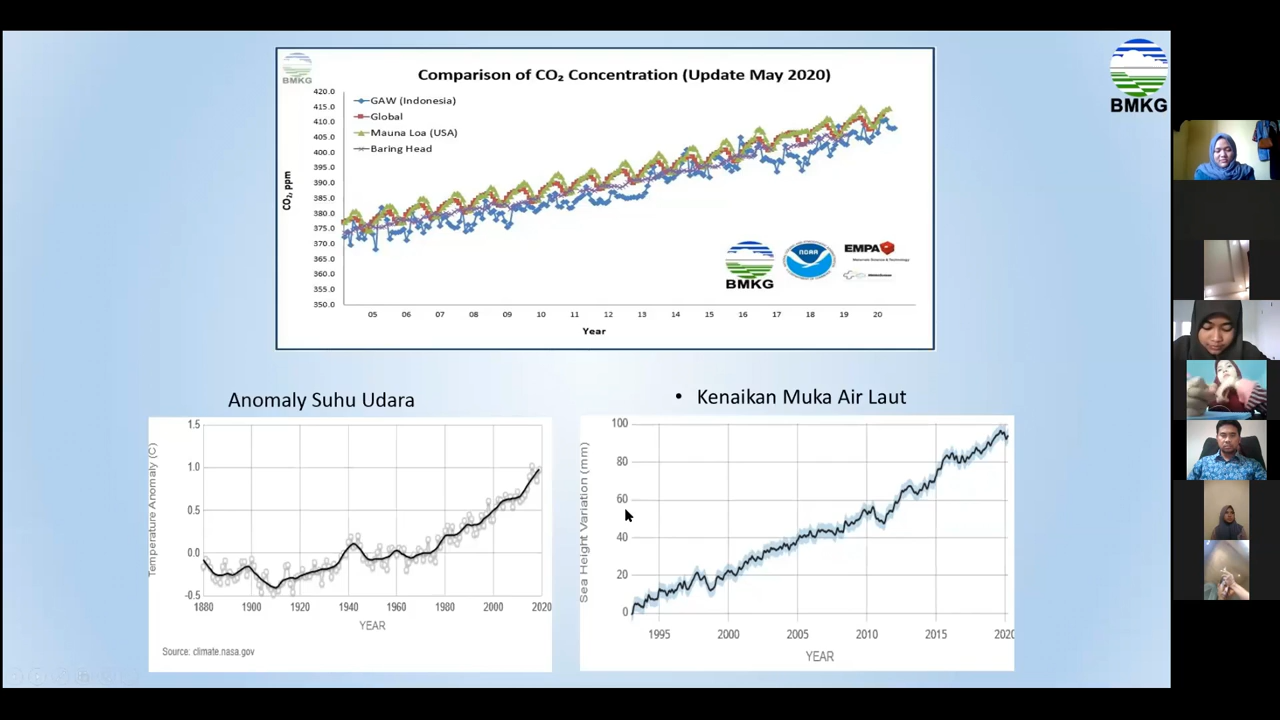 BMKG
Comparison of CO₂ Concentration (Update May 2020)
BMKG
420.0
415.0
410.0
405.0
400.0
395.0
390.0
385.0
380.0
375.0
370.0
365.0
360.0
355.0
350.0
CO₂, ppm
GAW (Indonesia)
Global
Mauna Loa (USA)
Baring Head
BMKG
NOAA
EMPA
05 06 07 08 09 10 11 12 13 14 15 16 17 18 19 20
Year
Anomaly Suhu Udara
1.5
1.0
0.5
0.0
-0.5
Temperature Anomaly (C)
1880 1900 1920 1940 1960 1980 2000 2020
YEAR
Source: climate.nasa.gov
• Kenaikan Muka Air Laut
100
80
60
40
20
0
Sea Height Variation (mm)
1995 2000 2005 2010 2015 2020
YEAR